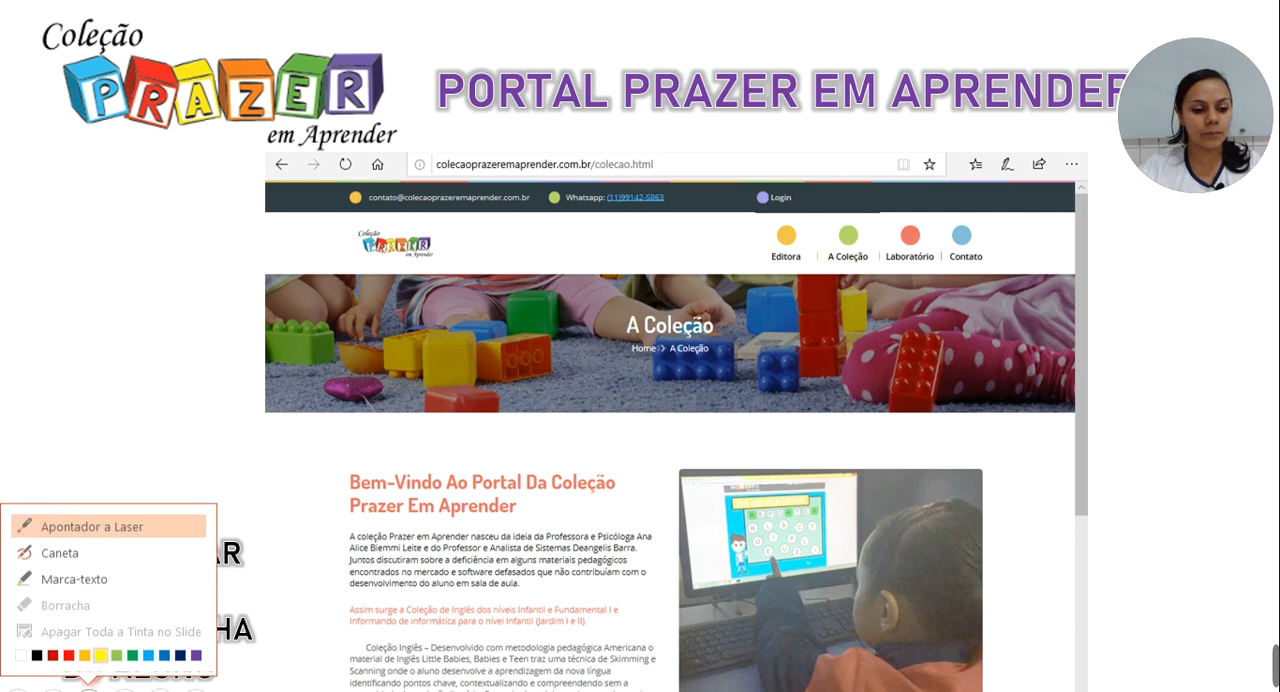 Coleção
PRAZER
em Aprender
PORTAL PRAZER EM APRENDER
colecaoprazeremaprender.com.br/colecao.html
contato@colecaoprazeremaprender.com.br
Whatsapp: (11)99142-5863
Login
Coleção
PRAZER
em Aprender
Editora
A Coleção
Laboratório
Contato
A Coleção
Home > A Coleção
Bem-Vindo Ao Portal Da Coleção
Prazer Em Aprender
A coleção Prazer em Aprender nasceu da ideia da Professora e Psicóloga Ana
Alice Biemmi Leite e do Professor e Analista de Sistemas Deangelis Barra.
Juntos discutiram sobre a deficiência em alguns materiais pedagógicos
encontrados no mercado e software defasados que não contribuíam com o
desenvolvimento do aluno em sala de aula.
Assim surge a Coleção de Inglês dos níveis Infantil e Fundamental I e
Informando de informática para o nível Infantil (Jardim I e II).
Coleção Inglês – Desenvolvido com metodologia pedagógica Americana o
material de Inglês Little Babies, Babies e Teen traz uma técnica de Skimming e
Scanning onde o aluno desenvolve a aprendizagem da nova língua
identificando pontos chave, contextualizando e compreendendo sem a
Apontador a Laser
Caneta
Marca-texto
Borracha
Apagar Toda a Tinta no Slide
AR
HA